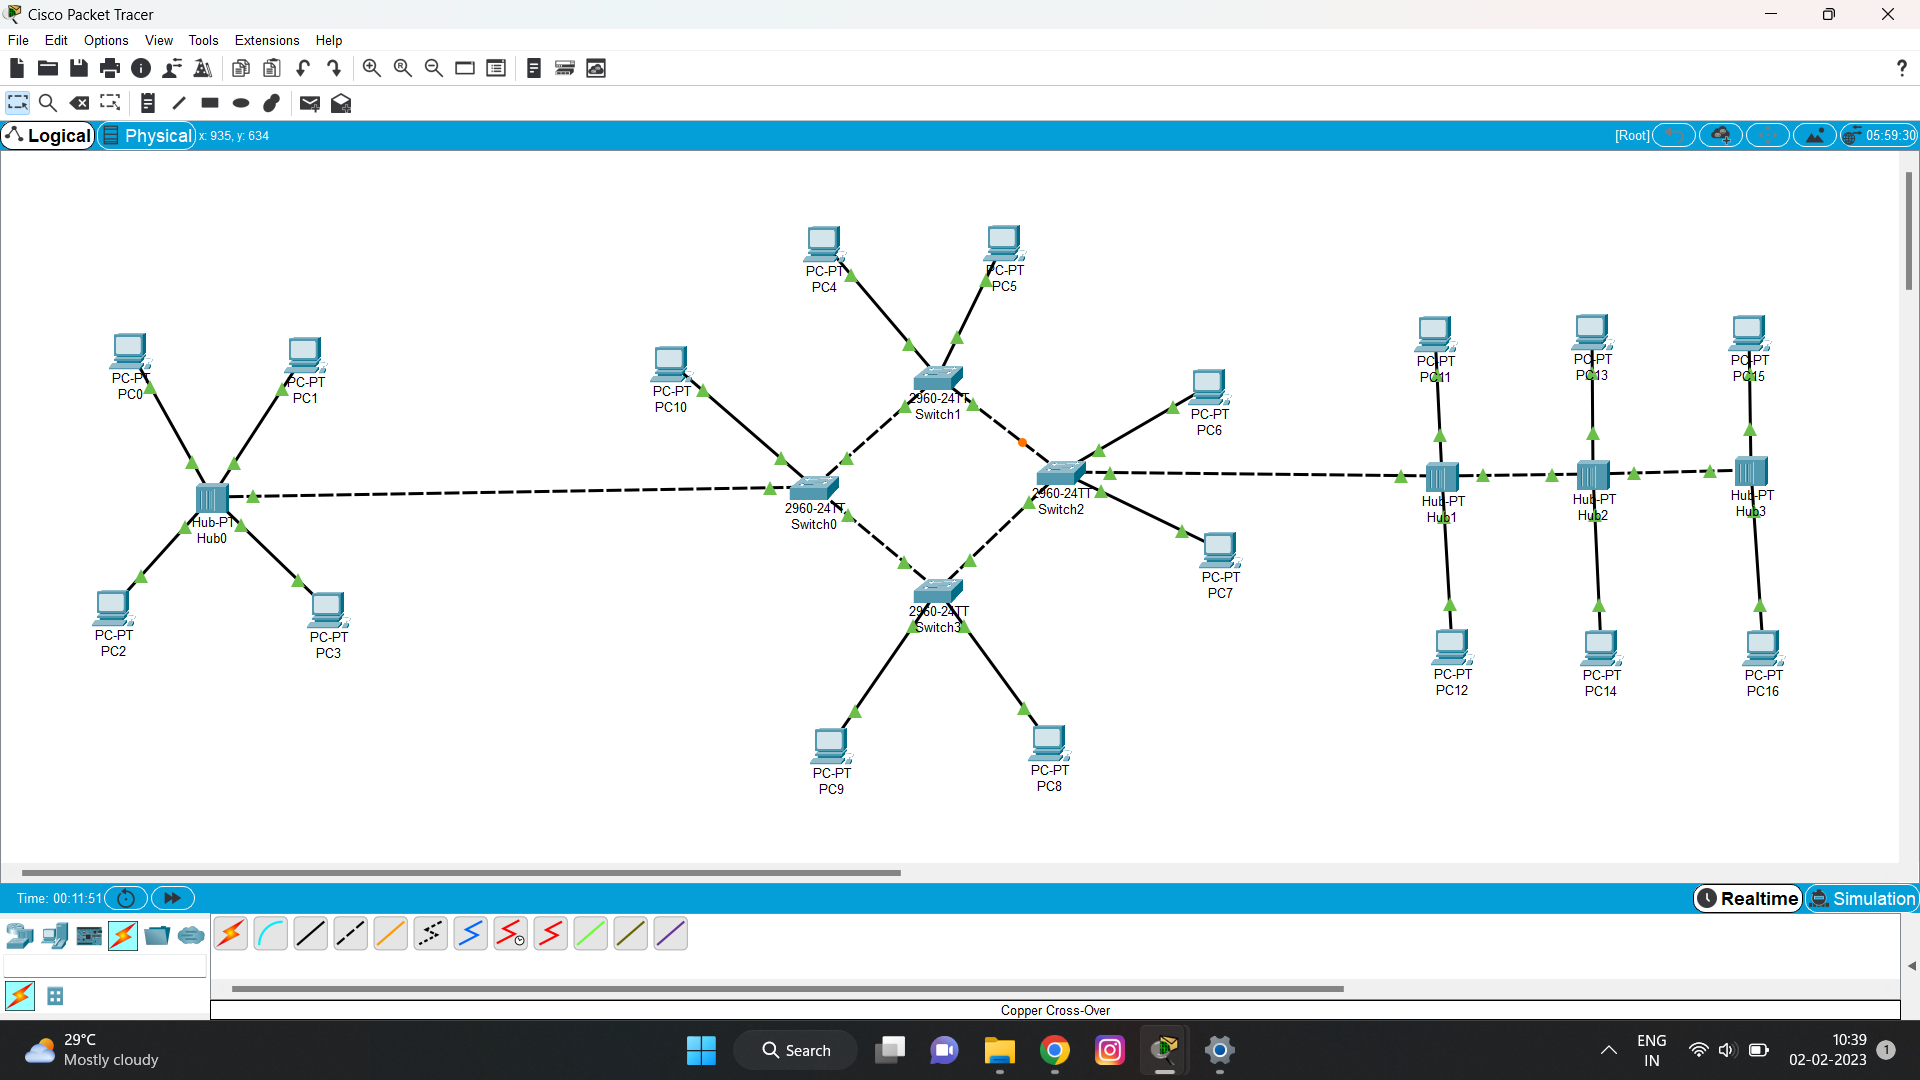 Cisco Packet Tracer
File Edit Options View Tools Extensions Help
Logical Physical x: 935, y: 634 [Root] 05:59:30
PC-PT
PC4
PC-PT
PC5
PC-PT
PC0
PC-PT
PC1
PC-PT
PC10
2960-24TT
Switch1
PC-PT
PC6
PC-PT
PC11
PC-PT
PC13
PC-PT
PC15
Hub-PT
Hub0
2960-24TT
Switch0
2960-24TT
Switch2
Hub-PT
Hub1
Hub-PT
Hub2
Hub-PT
Hub3
PC-PT
PC2
PC-PT
PC3
2960-24TT
Switch3
PC-PT
PC7
PC-PT
PC12
PC-PT
PC14
PC-PT
PC16
PC-PT
PC9
PC-PT
PC8
Time: 00:11:51 Realtime Simulation
Copper Cross-Over
29°C
Mostly cloudy
Search
ENG
IN
10:39
02-02-2023
1